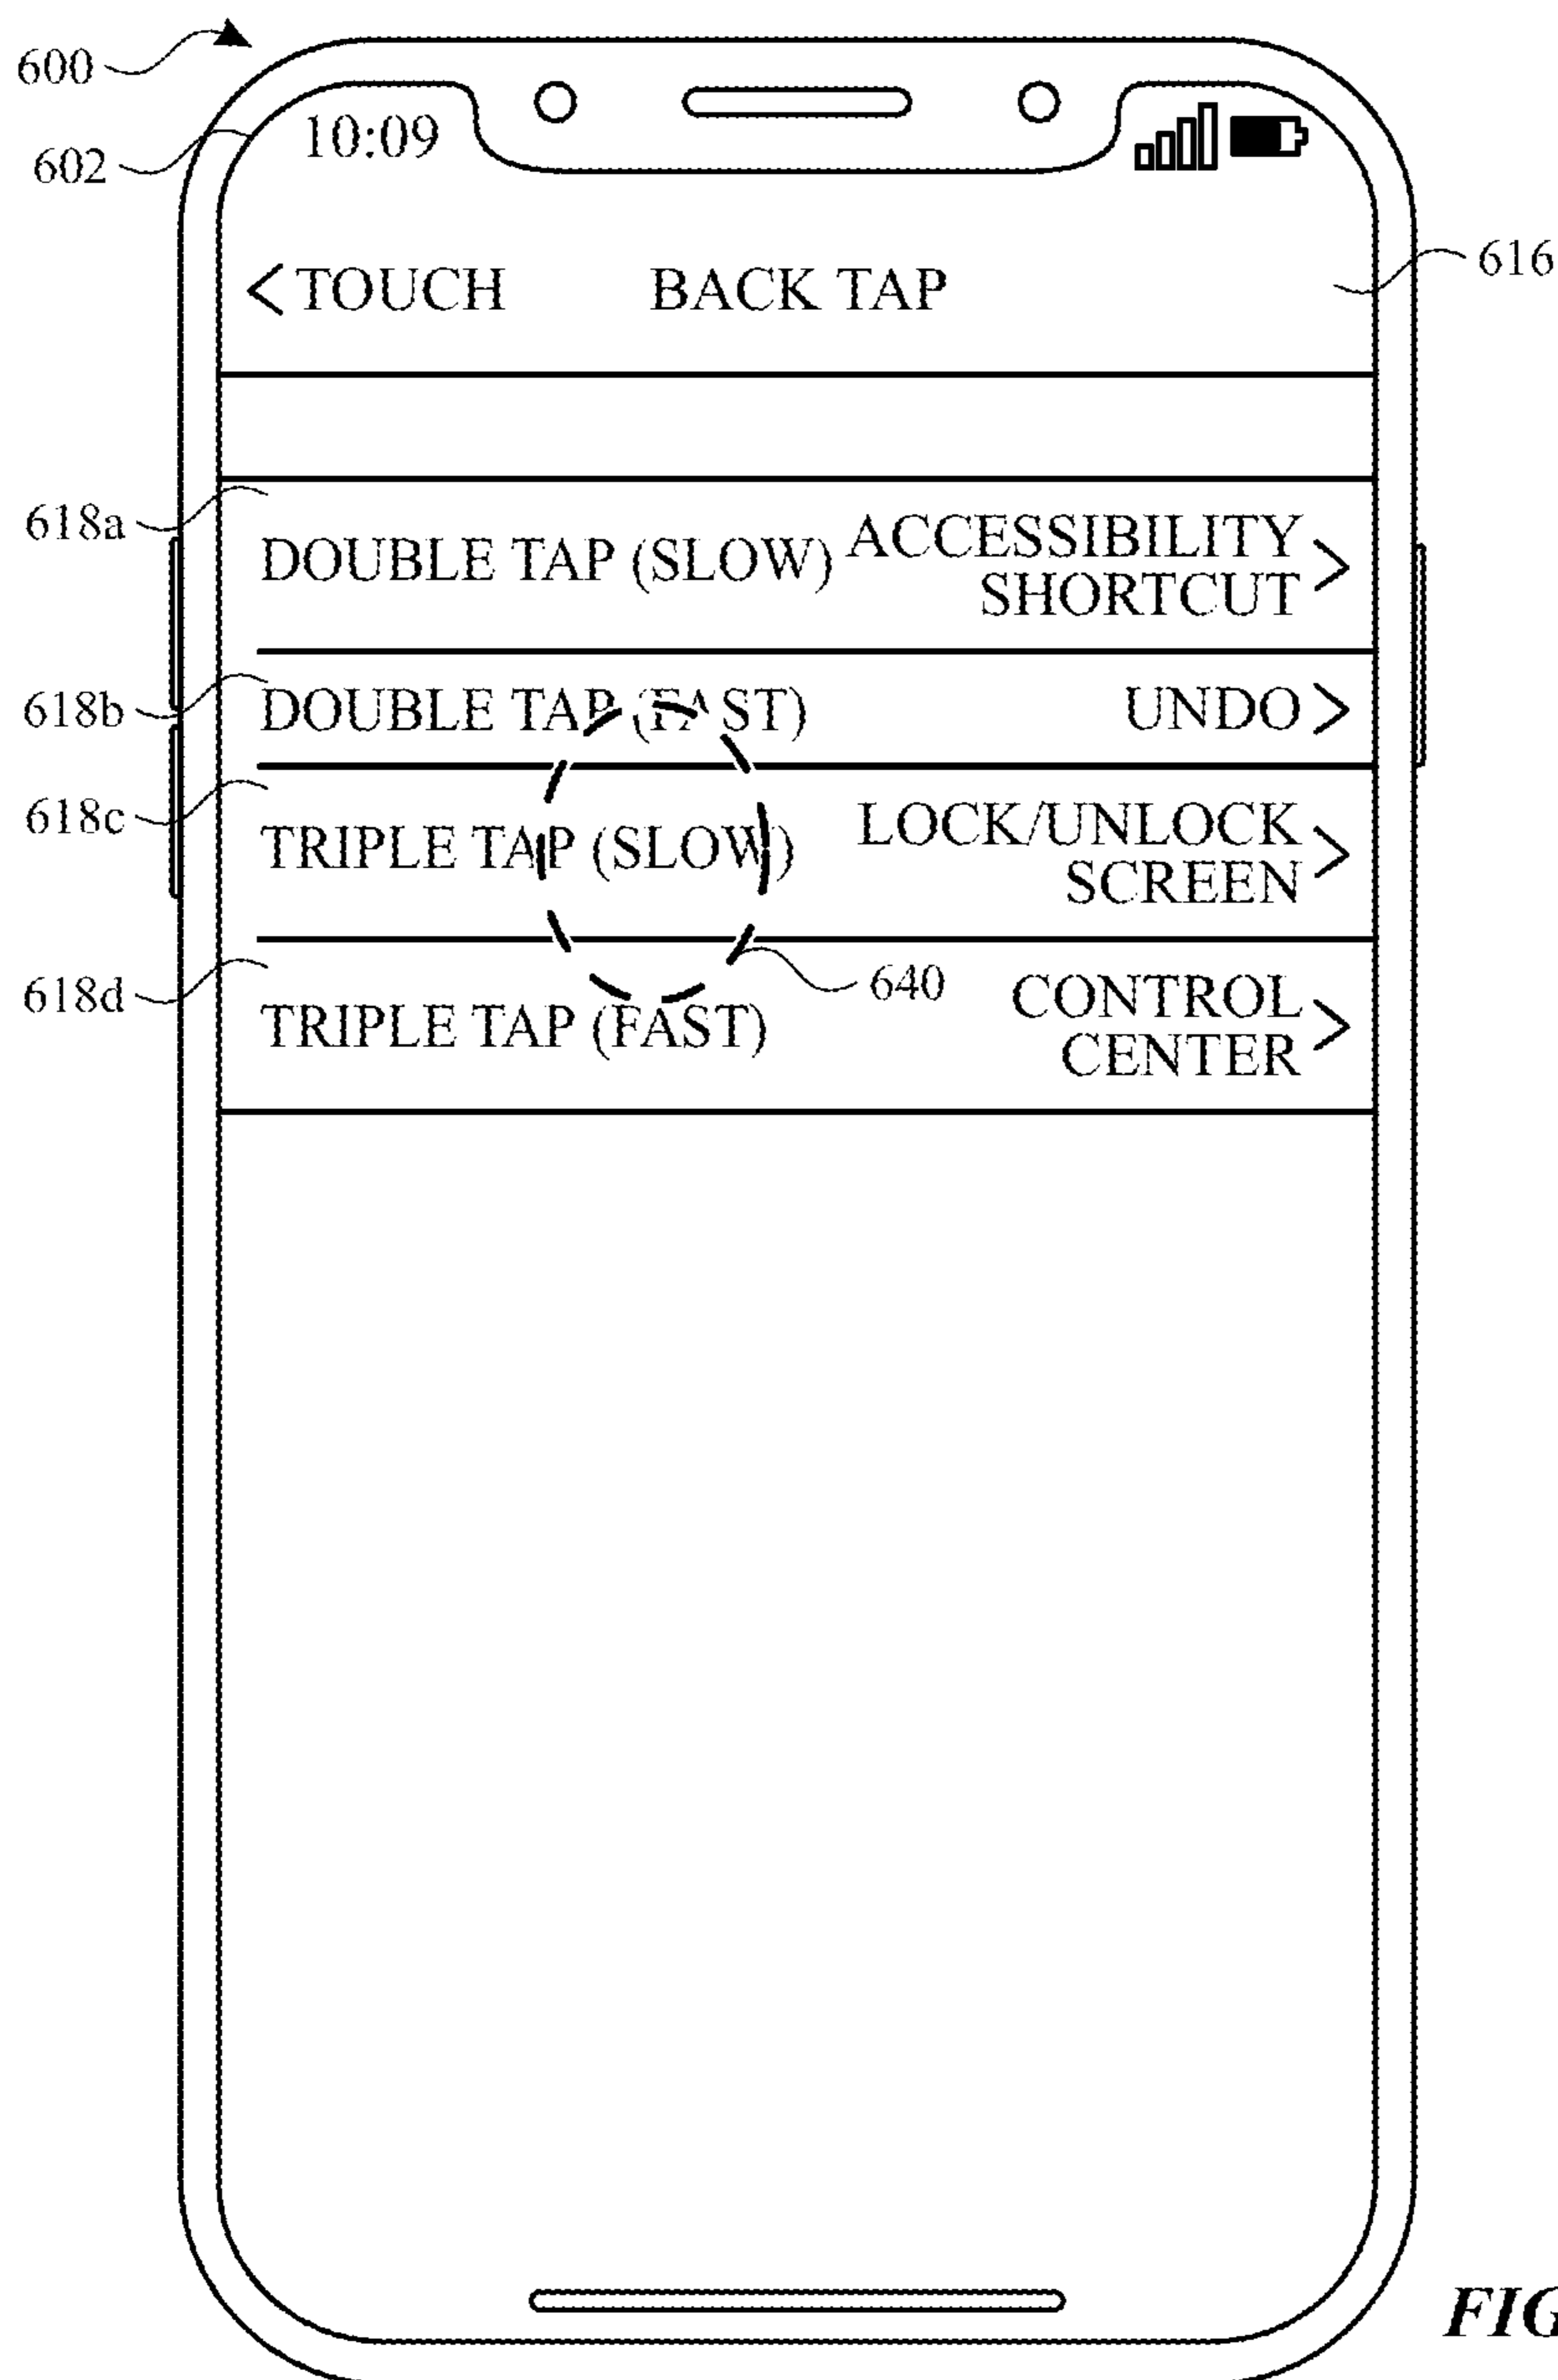 600
10:09
602
< TOUCH BACK TAP
616
618a
DOUBLE TAP (SLOW) ACCESSIBILITY
SHORTCUT >
618b
DOUBLE TAP (FAST) UNDO >
618c
TRIPLE TAP (SLOW) LOCK/UNLOCK
SCREEN >
640
618d
TRIPLE TAP (FAST) CONTROL
CENTER >
FIG